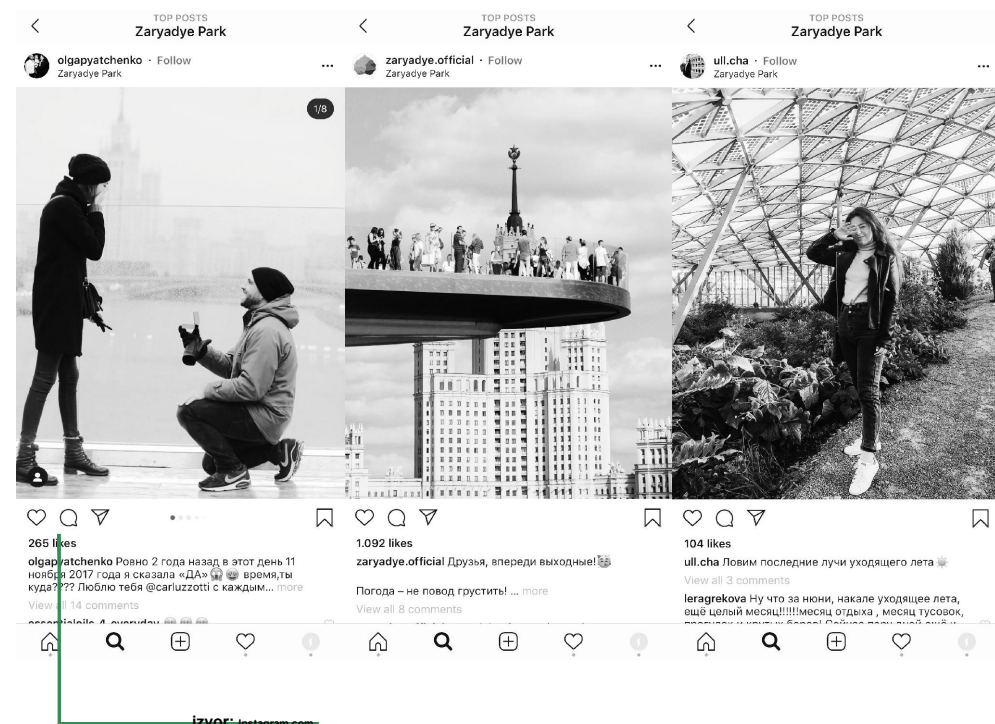 TOP POSTS
Zaryadye Park
olgapyatchenko · Follow
Zaryadye Park
1/8
265 likes
olgapyatchenko Ровно 2 года назад в этот день 11
ноября 2017 года я сказала «ДА» время,ты
куда???? Люблю тебя @carluzzotti с каждым... more
View all 14 comments
essentialoils_4_everyday
TOP POSTS
Zaryadye Park
zaryadye.official · Follow
Zaryadye Park
1.092 likes
zaryadye.official Друзья, впереди выходные!
Погода – не повод грустить! ... more
View all 8 comments
TOP POSTS
Zaryadye Park
ull.cha · Follow
Zaryadye Park
104 likes
ull.cha Ловим последние лучи уходящего лета
View all 3 comments
leragrekova Ну что за нюни, накале уходящее лета,
ещё целый месяц!!!!!!месяц отдыха , месяц тусовок,
izvor: Instagram.com